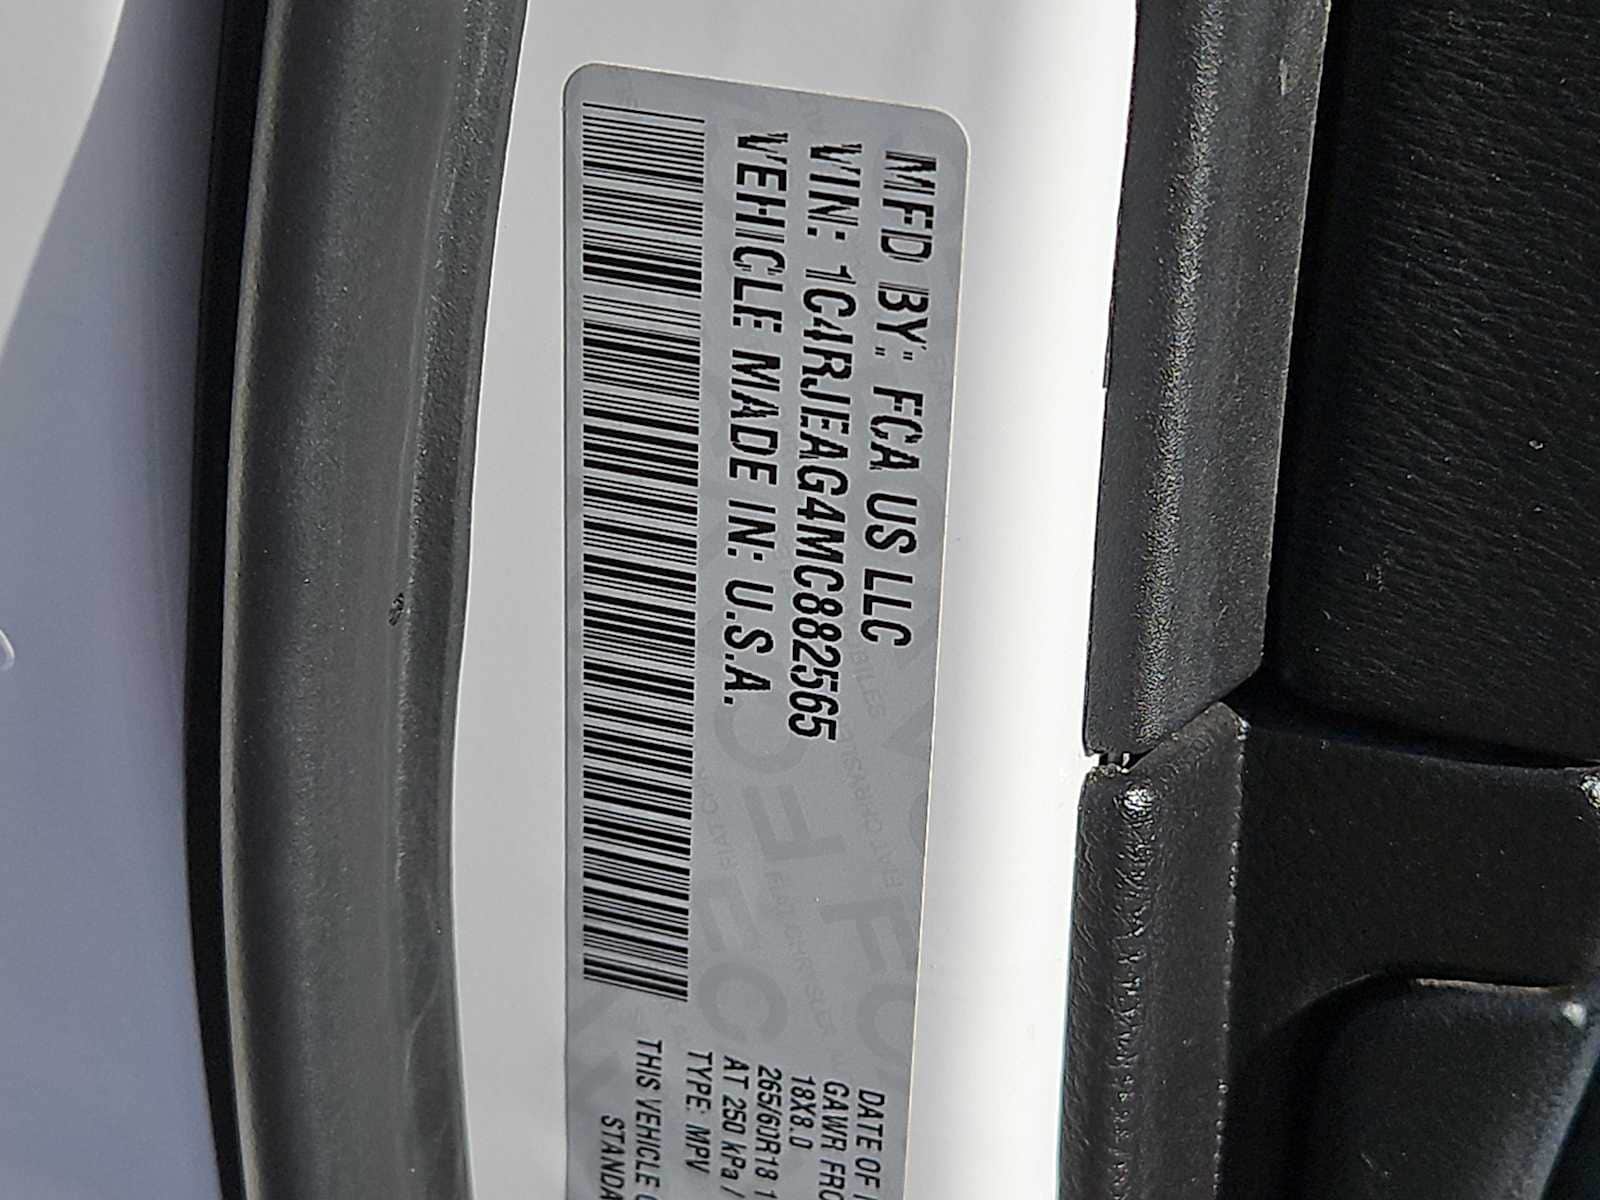 MFD BY: FCA US LLC
VIN: 1C4RJEAG4MC882565
VEHICLE MADE IN: U.S.A.
DATE OF
GAWR FRO
18X8.0
265/60R18 1
AT 250 kPa /
TYPE: MPV
THIS VEHICLE
STANDA